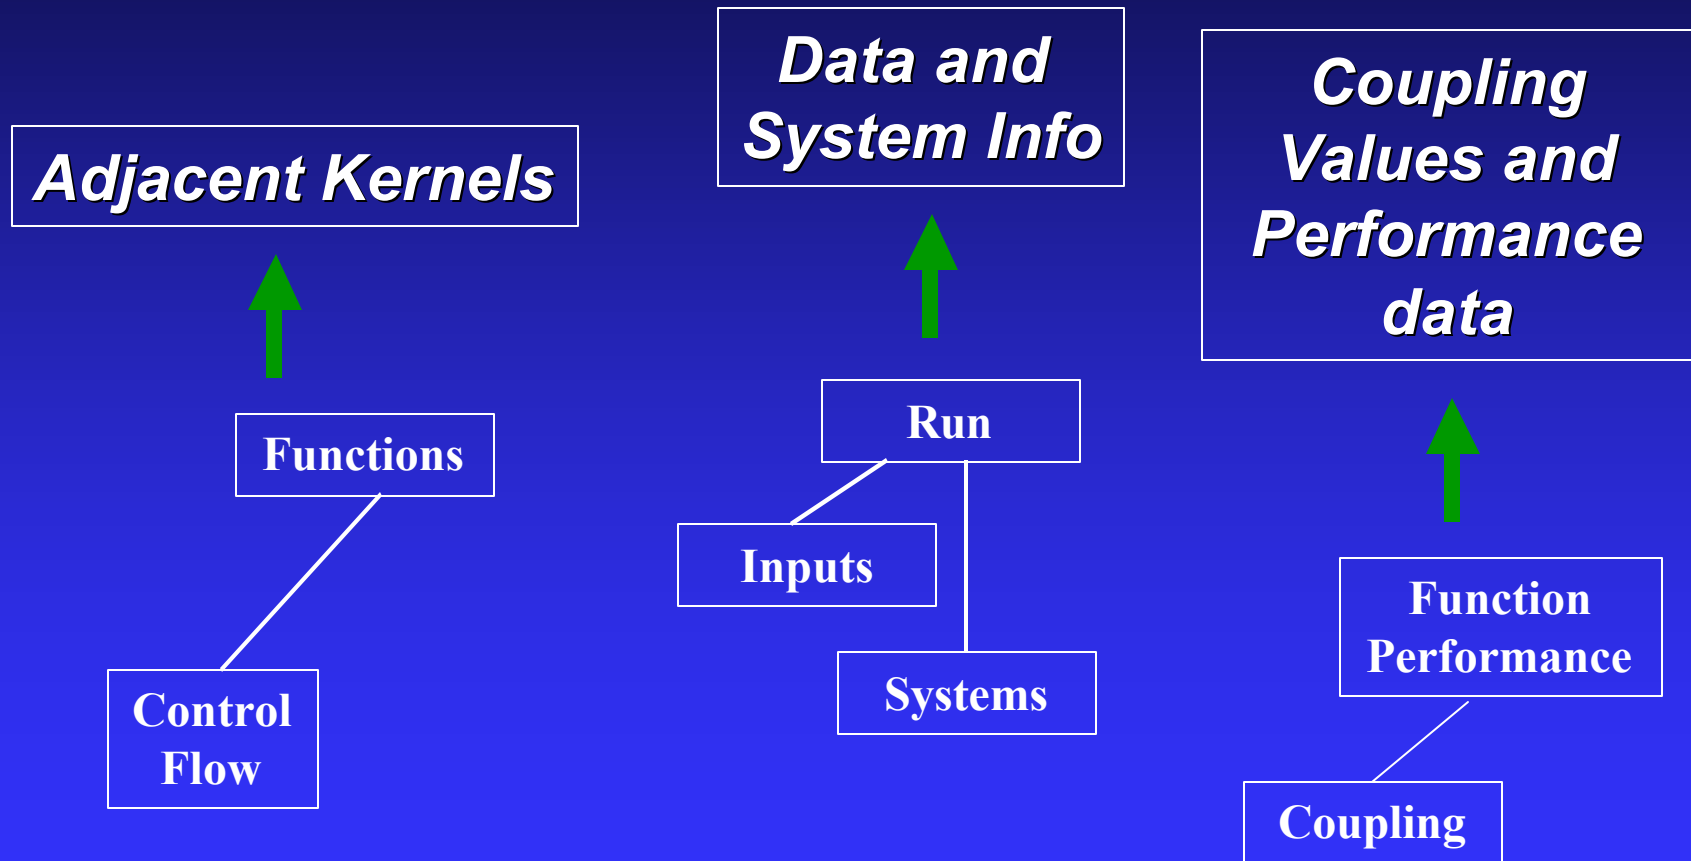 Adjacent Kernels
Functions
Control
Flow
Data and
System Info
Run
Inputs
Systems
Coupling
Values and
Performance
data
Function
Performance
Coupling